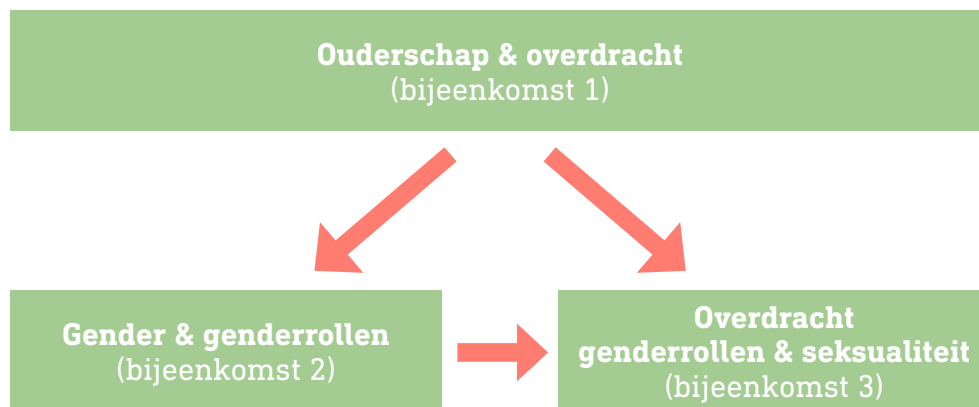 Ouderschap & overdracht
(bijeenkomst 1)
Gender & genderrollen
(bijeenkomst 2)
Overdracht
genderrollen & seksualiteit
(bijeenkomst 3)